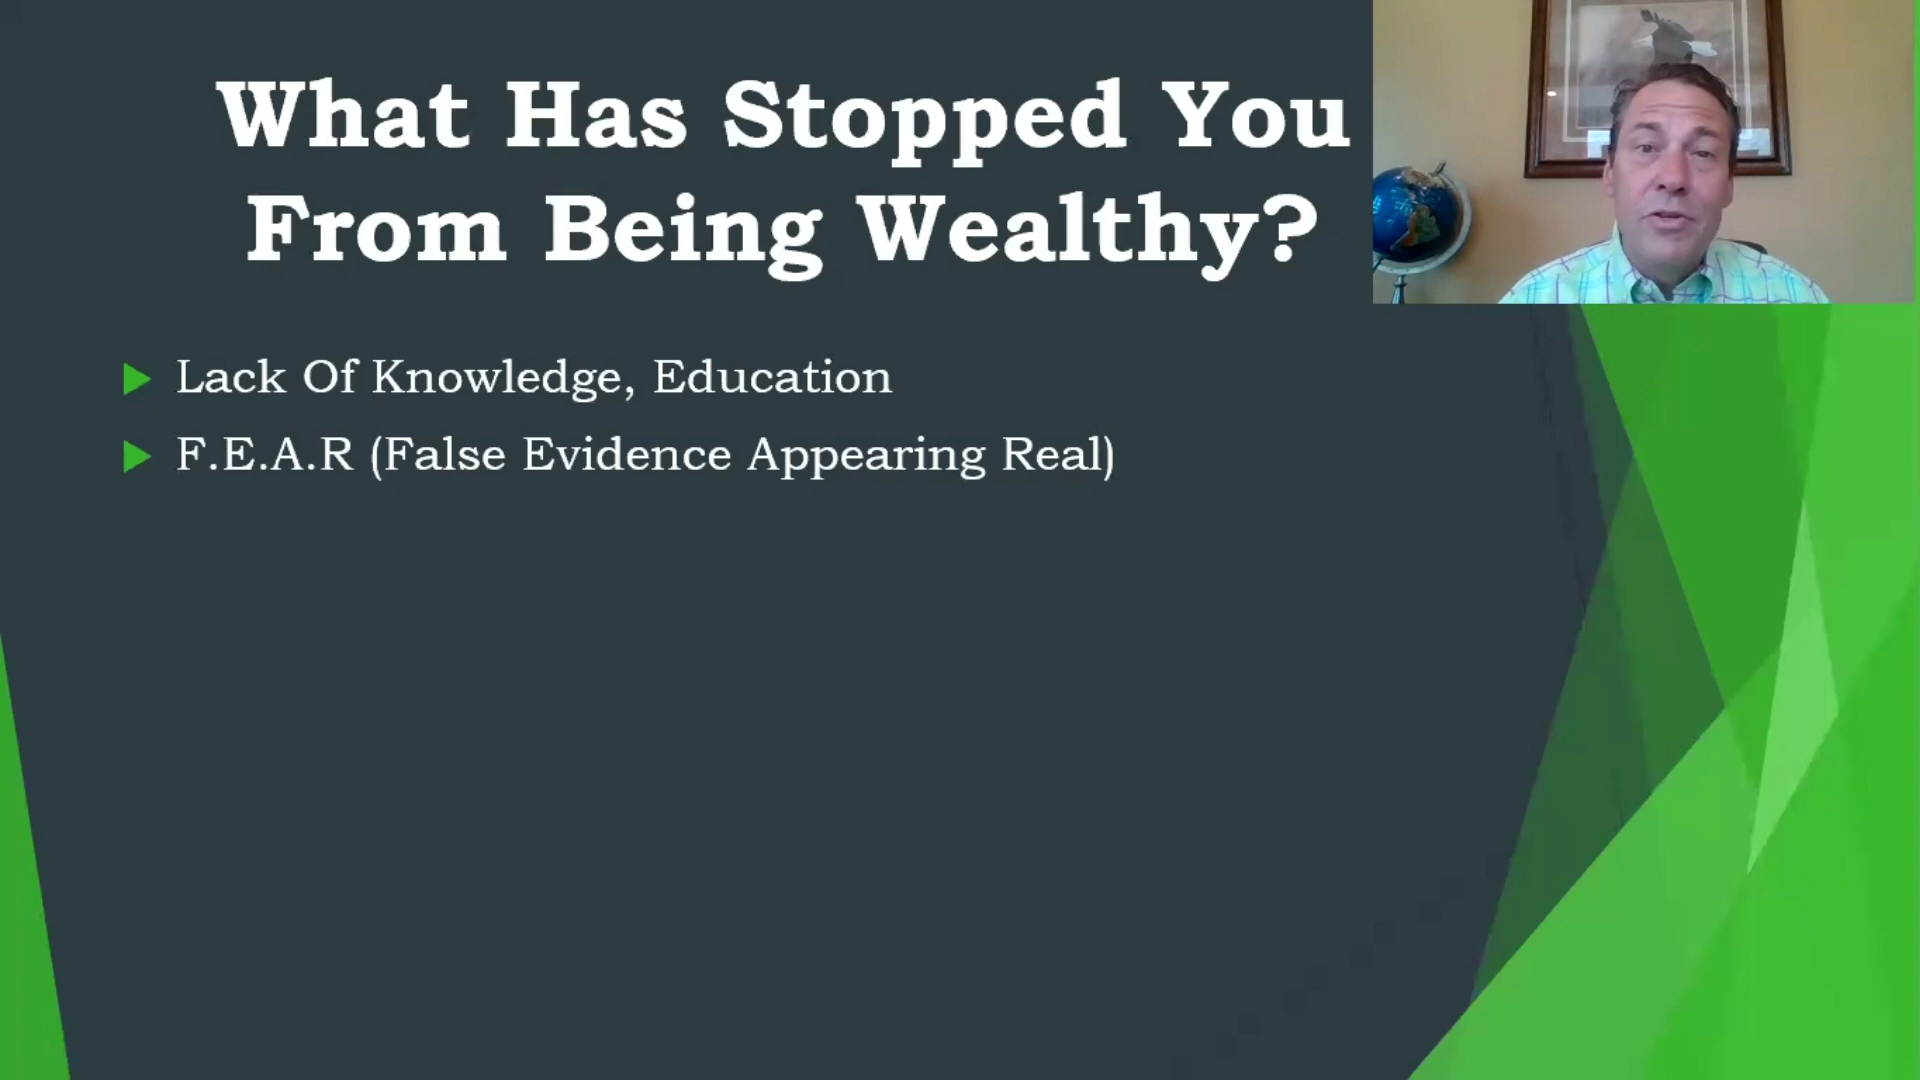 What Has Stopped You
From Being Wealthy?
Lack Of Knowledge, Education
F.E.A.R (False Evidence Appearing Real)